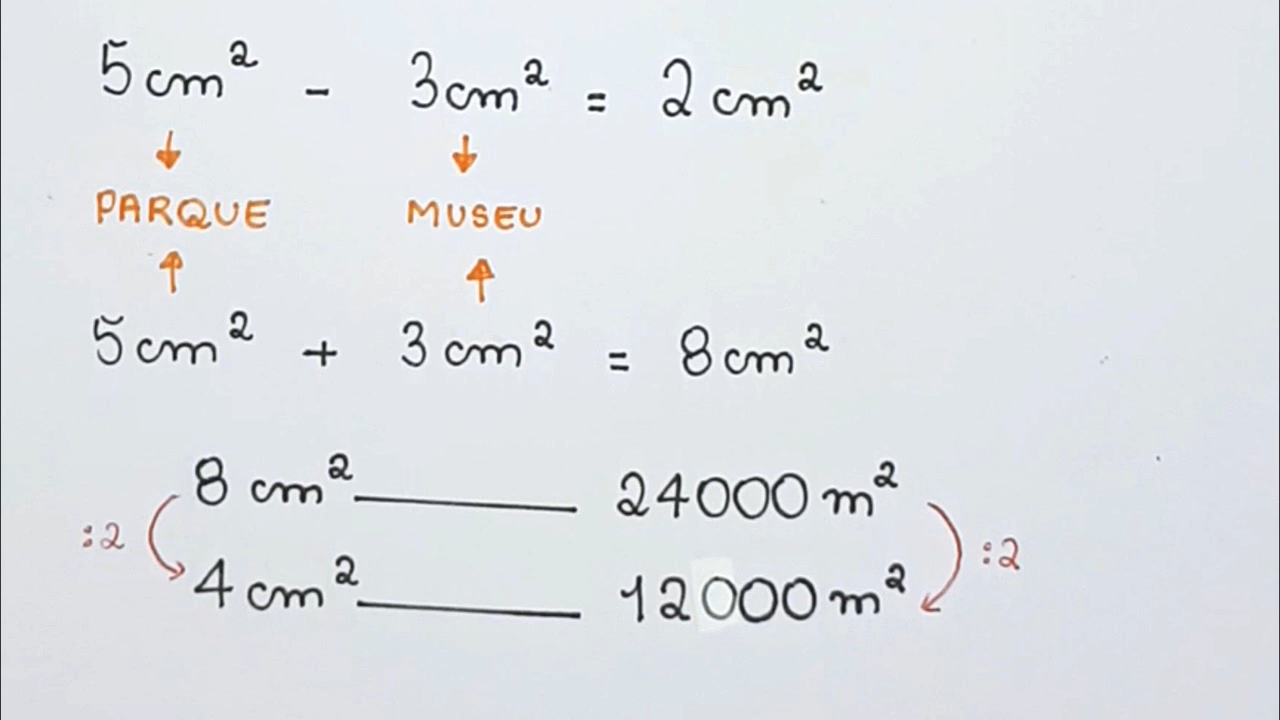 5cm² - 3cm² = 2cm²
↓ ↓
PARQUE MUSEU
↑ ↑
5cm² + 3cm² = 8cm²
8 cm² 24000 m²
:2 :2
4 cm² 12000 m²